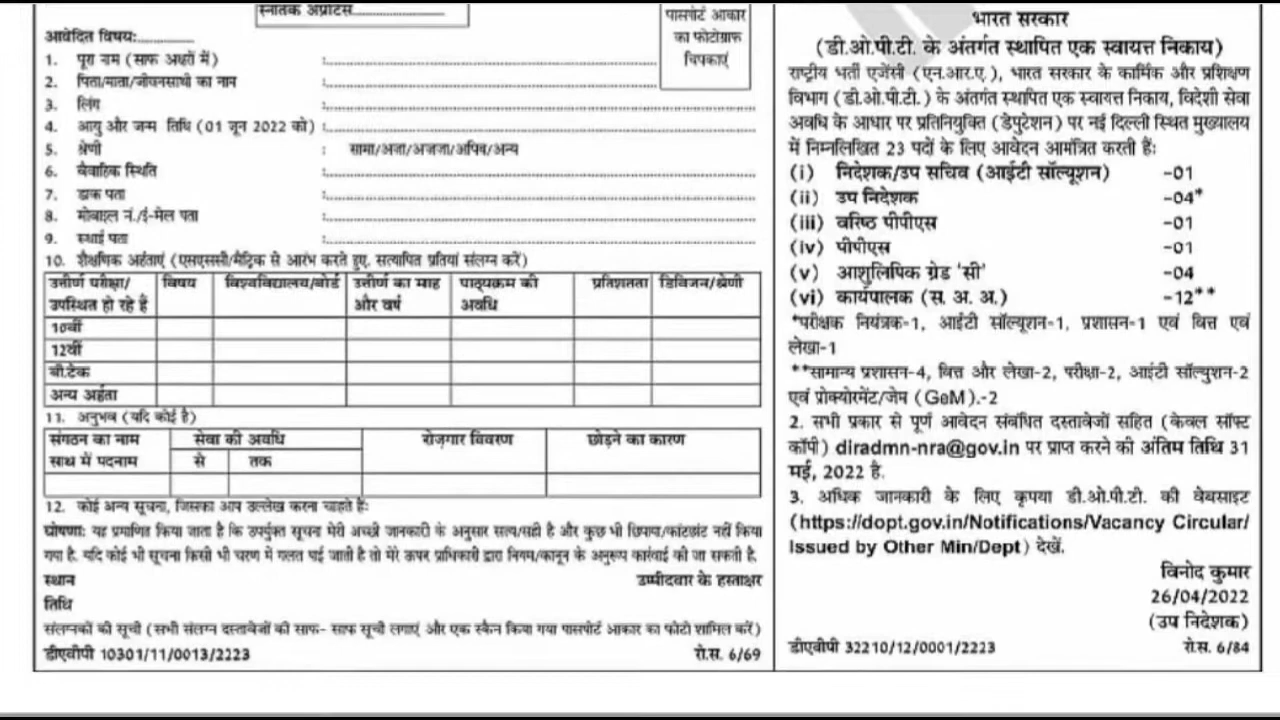 स्नातक अप्रेंटिस
पासपोर्ट आकार
का फोटोग्राफ
चिपकाएं
आवेदित विषय:
1. पूरा नाम (साफ अक्षरों में) :
2. पिता/माता/जीवनसाथी का नाम :
3. लिंग :
4. आयु और जन्म तिथि (01 जून 2022 को) :
5. श्रेणी : सामा/अजा/अजजा/अपिव/अन्य
6. वैवाहिक स्थिति :
7. डाक पता :
8. मोबाइल नं./ई-मेल पता :
9. स्थाई पता :
10. शैक्षणिक अर्हताएं (एसएससी/मैट्रिक से आरंभ करते हुए. सत्यापित प्रतियां संलग्न करें)
उत्तीर्ण परीक्षा/ विषय विश्वविद्यालय/बोर्ड उत्तीर्ण का माह पाठ्यक्रम की प्रतिशतता डिविजन/श्रेणी
उपस्थित हो रहे हैं और वर्ष अवधि
10वीं
12वीं
बी.टेक
अन्य अर्हता
11. अनुभव (यदि कोई है)
संगठन का नाम सेवा की अवधि रोज़गार विवरण छोड़ने का कारण
साथ में पदनाम से तक
12. कोई अन्य सूचना, जिसका आप उल्लेख करना चाहते हैः
घोषणा: यह प्रमाणित किया जाता है कि उपर्युक्त सूचना मेरी अच्छी जानकारी के अनुसार सत्य/सही है और कुछ भी छिपाया/कांटछांट नहीं किया
गया है. यदि कोई भी सूचना किसी भी चरण में गलत पाई जाती है तो मेरे ऊपर प्राधिकारी द्वारा नियम/कानून के अनुरूप कार्रवाई की जा सकती है.
स्थान उम्मीदवार के हस्ताक्षर
तिथि
संलग्नकों की सूची (सभी संलग्न दस्तावेजों की साफ- साफ सूची लगाएं और एक स्कैन किया गया पासपोर्ट आकार का फोटो शामिल करें)
डीएवीपी 10301/11/0013/2223 रो.स. 6/69
भारत सरकार
(डी.ओ.पी.टी. के अंतर्गत स्थापित एक स्वायत्त निकाय)
राष्ट्रीय भर्ती एजेंसी (एन.आर.ए.), भारत सरकार के कार्मिक और प्रशिक्षण
विभाग (डी.ओ.पी.टी.) के अंतर्गत स्थापित एक स्वायत्त निकाय, विदेशी सेवा
अवधि के आधार पर प्रतिनियुक्ति (डेपुटेशन) पर नई दिल्ली स्थित मुख्यालय
में निम्नलिखित 23 पदों के लिए आवेदन आमंत्रित करती हैः
(i) निदेशक/उप सचिव (आईटी सॉल्यूशन) -01
(ii) उप निदेशक -04*
(iii) वरिष्ठ पीपीएस -01
(iv) पीपीएस -01
(v) आशुलिपिक ग्रेड 'सी' -04
(vi) कार्यपालक (स. अ. अ.) -12**
*परीक्षक नियंत्रक-1, आईटी सॉल्यूशन-1, प्रशासन-1 एवं वित्त एवं
लेखा-1
**सामान्य प्रशासन-4, वित्त और लेखा-2, परीक्षा-2, आईटी सॉल्युशन-2
एवं प्रोक्योरमेंट/जेम (GeM).-2
2. सभी प्रकार से पूर्ण आवेदन संबंधित दस्तावेजों सहित (केवल सॉफ्ट
कॉपी) diradmn-nra@gov.in पर प्राप्त करने की अंतिम तिथि 31
मई, 2022 है.
3. अधिक जानकारी के लिए कृपया डी.ओ.पी.टी. की वेबसाइट
(https://dopt.gov.in/Notifications/Vacancy Circular/
Issued by Other Min/Dept) देखें.
विनोद कुमार
26/04/2022
(उप निदेशक)
डीएवीपी 32210/12/0001/2223 रो.स. 6/84